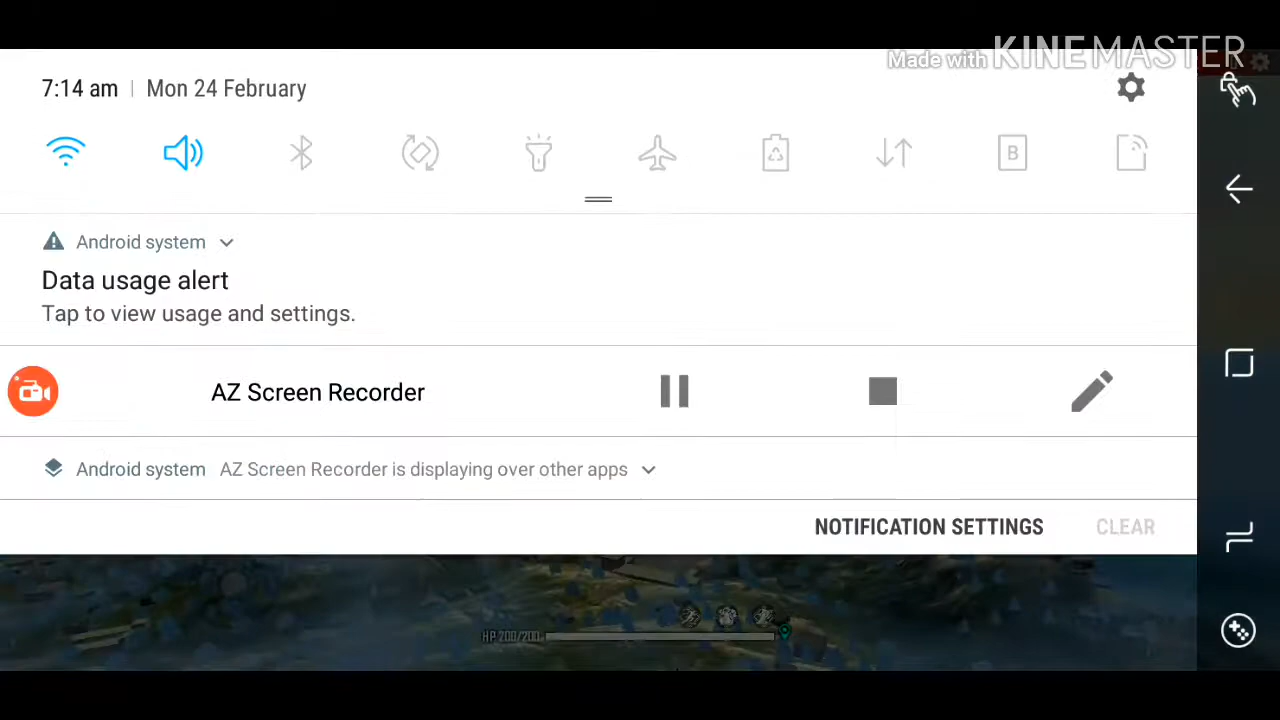 Made with KINEMASTER
7:14 am | Mon 24 February
B
Android system
Data usage alert
Tap to view usage and settings.
AZ Screen Recorder
Android system AZ Screen Recorder is displaying over other apps
NOTIFICATION SETTINGS CLEAR
HP 200/200